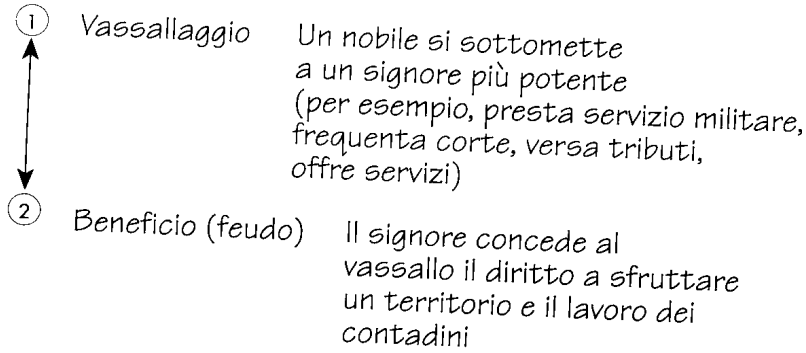 1 Vassallaggio Un nobile si sottomette
a un signore più potente
(per esempio, presta servizio militare,
frequenta corte, versa tributi,
offre servizi)
2 Beneficio (feudo) Il signore concede al
vassallo il diritto a sfruttare
un territorio e il lavoro dei
contadini